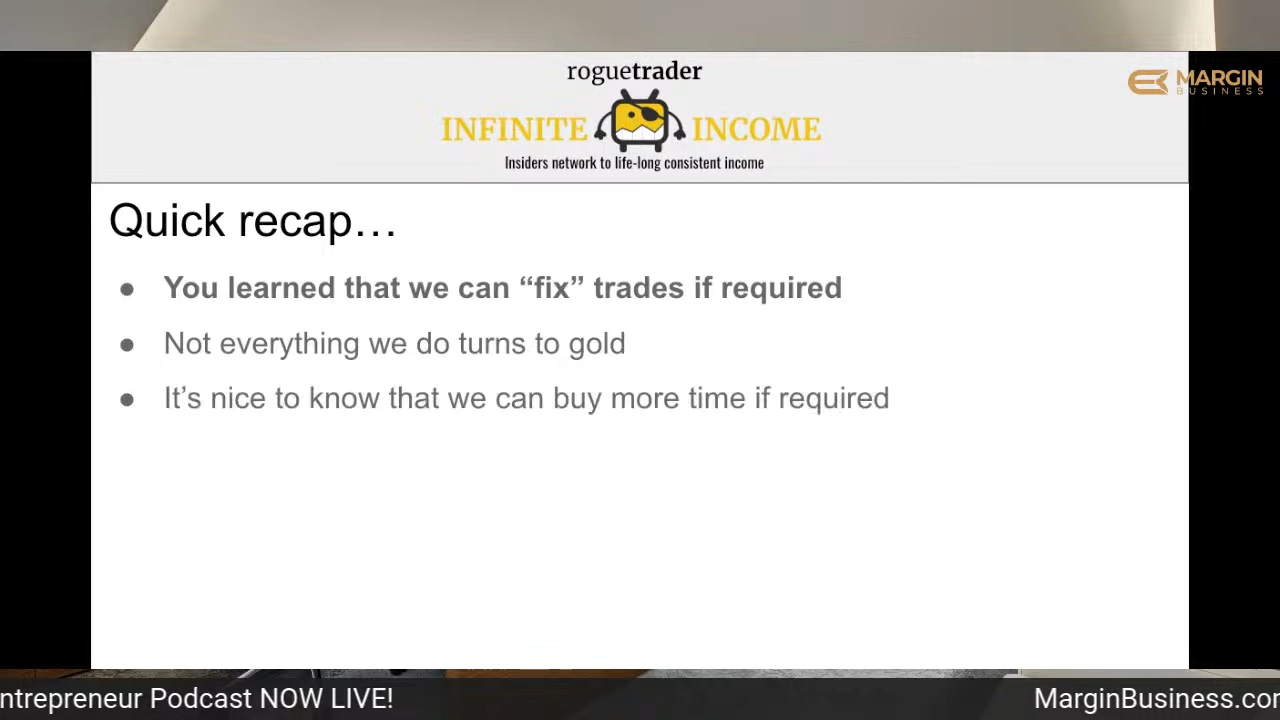 roguetrader
MARGIN
BUSINESS
INFINITE INCOME
Insiders network to life-long consistent income
Quick recap…
● You learned that we can “fix” trades if required
● Not everything we do turns to gold
● It’s nice to know that we can buy more time if required
ntrepreneur Podcast NOW LIVE!
MarginBusiness.com